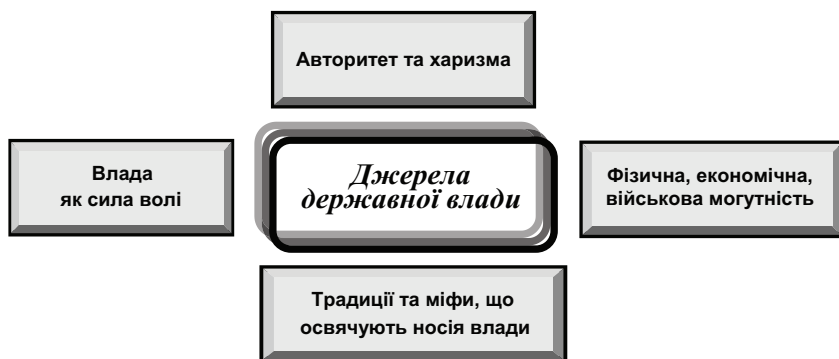 Авторитет та харизма
Влада
як сила волі
Джерела
державної влади
Фізична, економічна,
військова могутність
Традиції та міфи, що
освячують носія влади